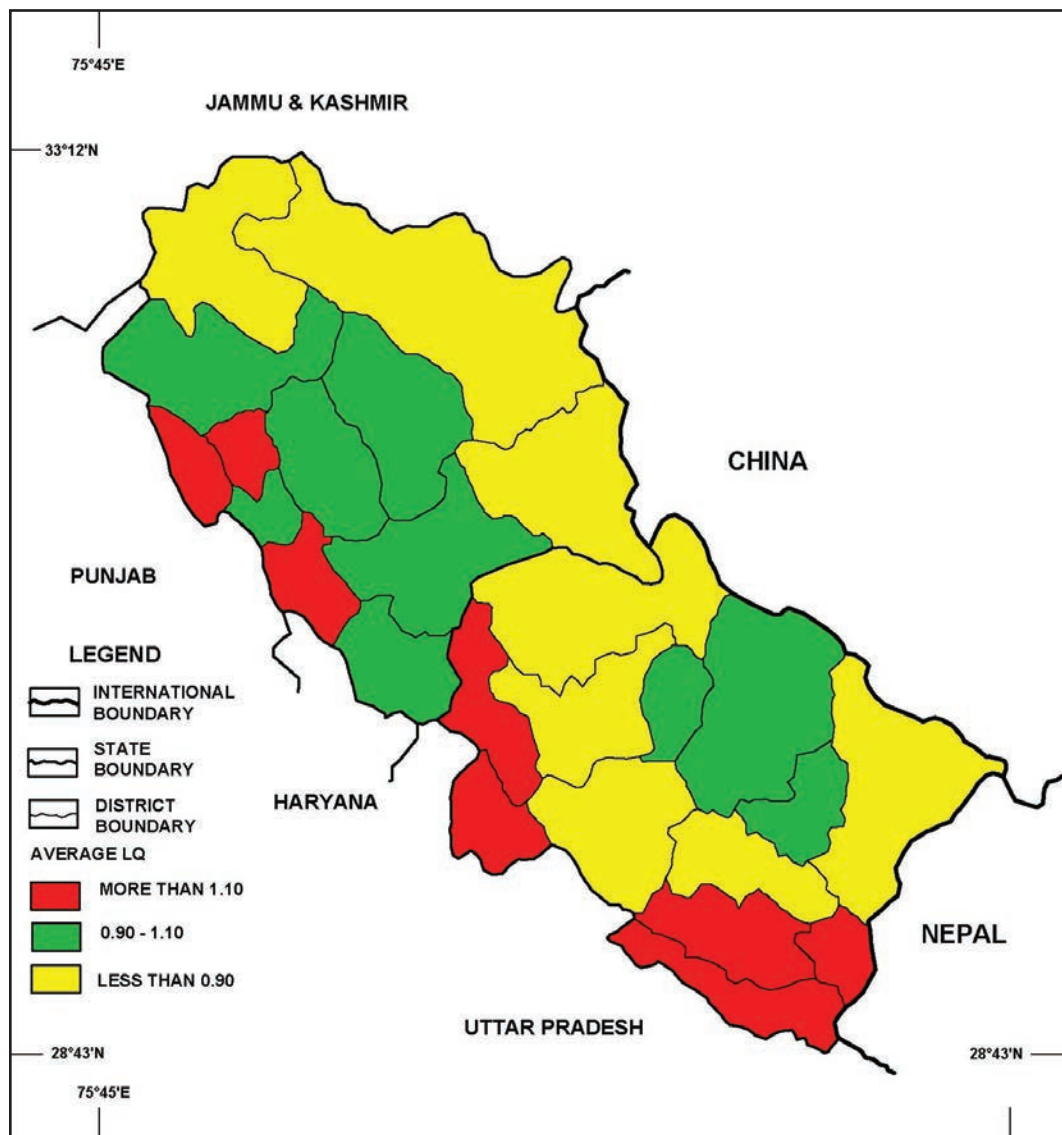 75°45'E
JAMMU & KASHMIR
33°12'N
CHINA
PUNJAB
LEGEND
INTERNATIONAL
BOUNDARY
STATE
BOUNDARY
HARYANA
DISTRICT
BOUNDARY
AVERAGE LQ
MORE THAN 1.10
0.90 - 1.10
NEPAL
LESS THAN 0.90
UTTAR PRADESH
28°43'N
28°43'N
75°45'E